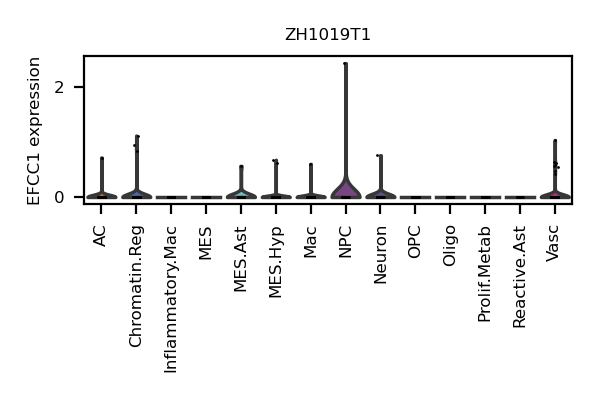 ZH1019T1
EFCC1 expression
2
0
AC
Chromatin.Reg
Inflammatory.Mac
MES
MES.Ast
MES.Hyp
Mac
NPC
Neuron
OPC
Oligo
Prolif.Metab
Reactive.Ast
Vasc